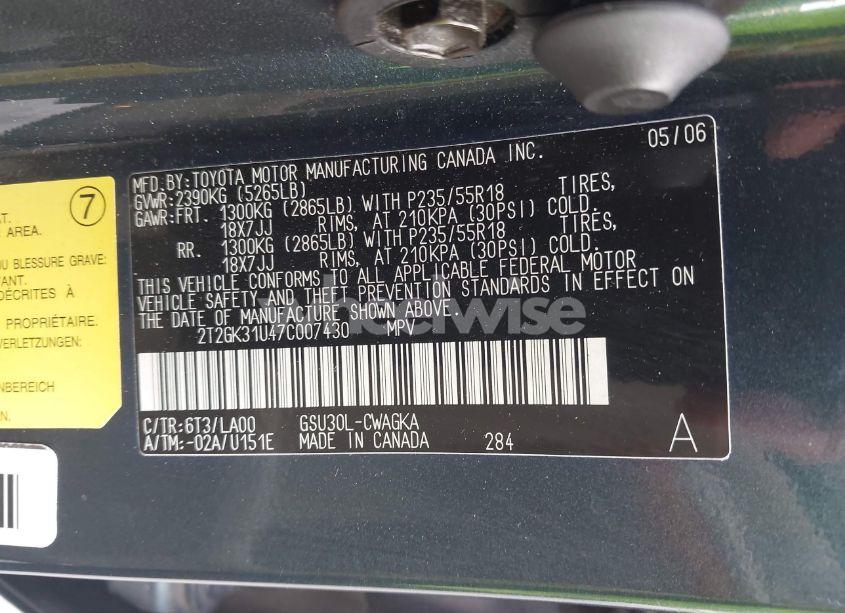 05/06
MFD.BY:TOYOTA MOTOR MANUFACTURING CANADA INC.
GVWR:2390KG (5265LB)
GAWR:FRT. 1300KG (2865LB) WITH P235/55R18 TIRES,
18X7JJ RIMS, AT 210KPA (30PSI) COLD.
RR. 1300KG (2865LB) WITH P235/55R18 TIRES,
18X7JJ RIMS, AT 210KPA (30PSI) COLD.
THIS VEHICLE CONFORMS TO ALL APPLICABLE FEDERAL MOTOR
VEHICLE SAFETY AND THEFT PREVENTION STANDARDS IN EFFECT ON
THE DATE OF MANUFACTURE SHOWN ABOVE.
2T2GK31U47C007430 MPV
C/TR:6T3/LA00 GSU30L-CWAGKA
A/TM:-02A/U151E MADE IN CANADA 284 A
7
AT.
AREA.
OU BLESSURE GRAVE:
DÉCRITES À
PROPRIÉTAIRE.
VERLETZUNGEN:
NBEREICH
wheelwise